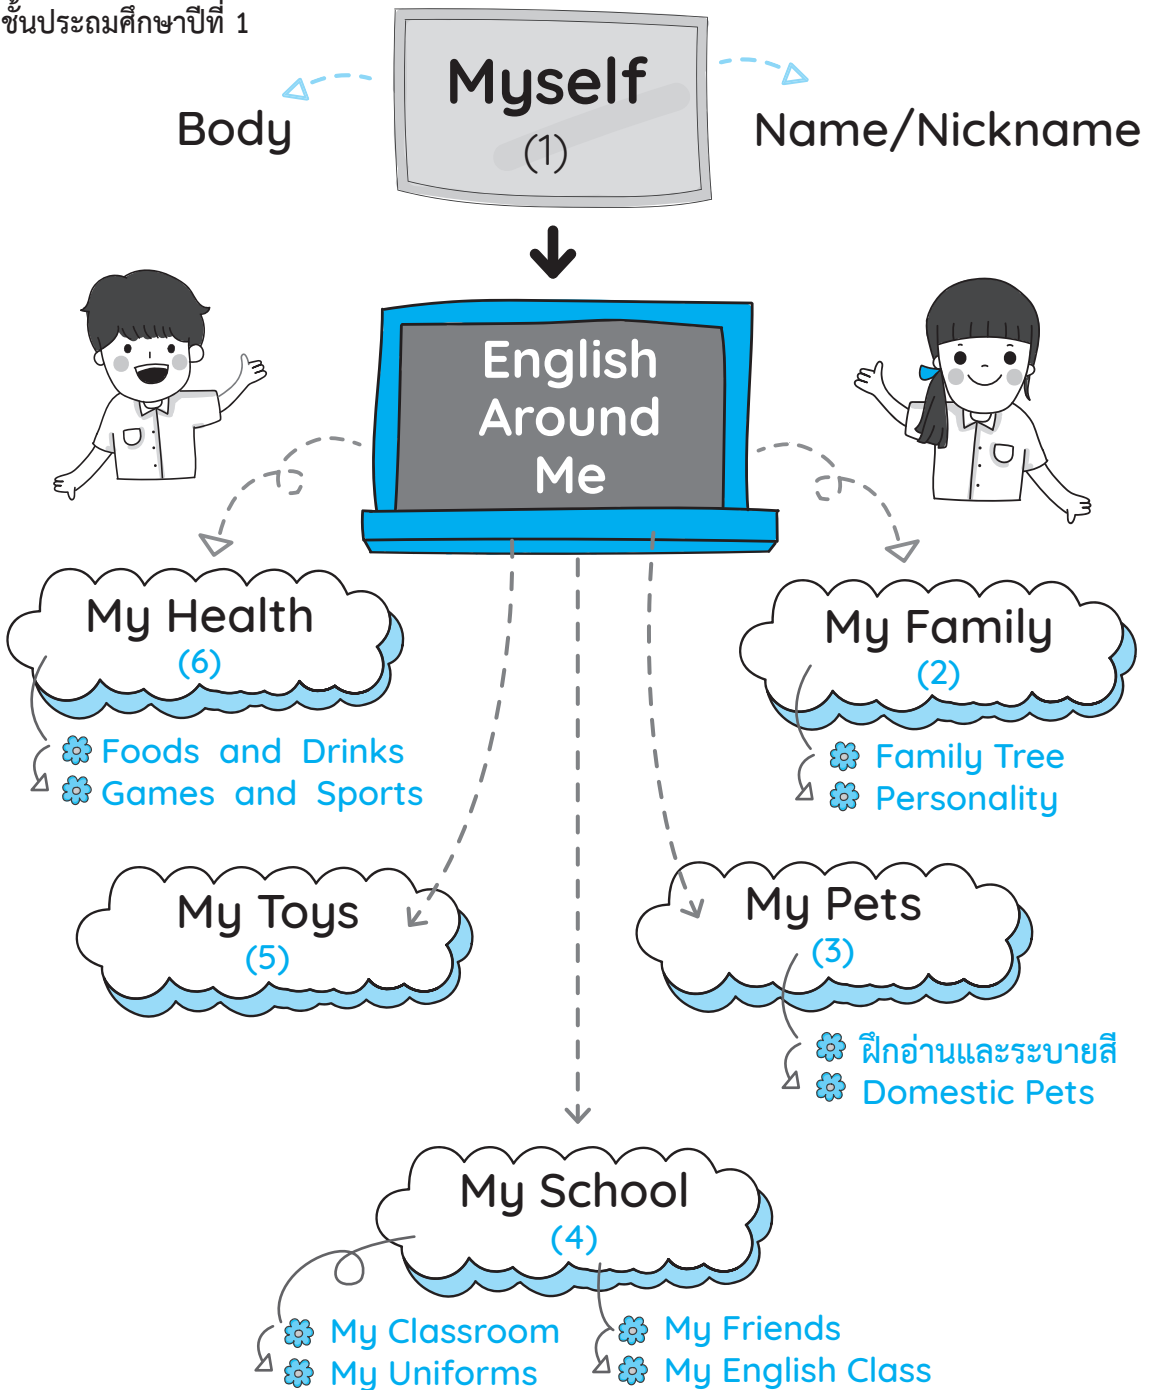 ชั้นประถมศึกษาปีที่ 1
Myself
(1)
Body
Name/Nickname
English
Around
Me
My Health
(6)
Foods and Drinks
Games and Sports
My Family
(2)
Family Tree
Personality
My Toys
(5)
My Pets
(3)
ฝึกอ่านและระบายสี
Domestic Pets
My School
(4)
My Classroom
My Uniforms
My Friends
My English Class